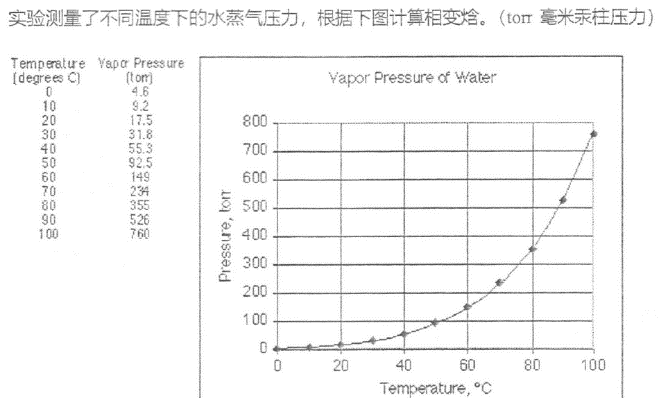 实验测量了不同温度下的水蒸气压力，根据下图计算相变焓。（torr 毫米汞柱压力）
Temperature Vapor Pressure
(degrees C) (torr)
0 4.6
10 9.2
20 17.5
30 31.8
40 55.3
50 92.5
60 149
70 234
80 355
90 526
100 760
Vapor Pressure of Water
800
700
600
500
400
300
200
100
0
Pressure, torr
0 20 40 60 80 100
Temperature, °C